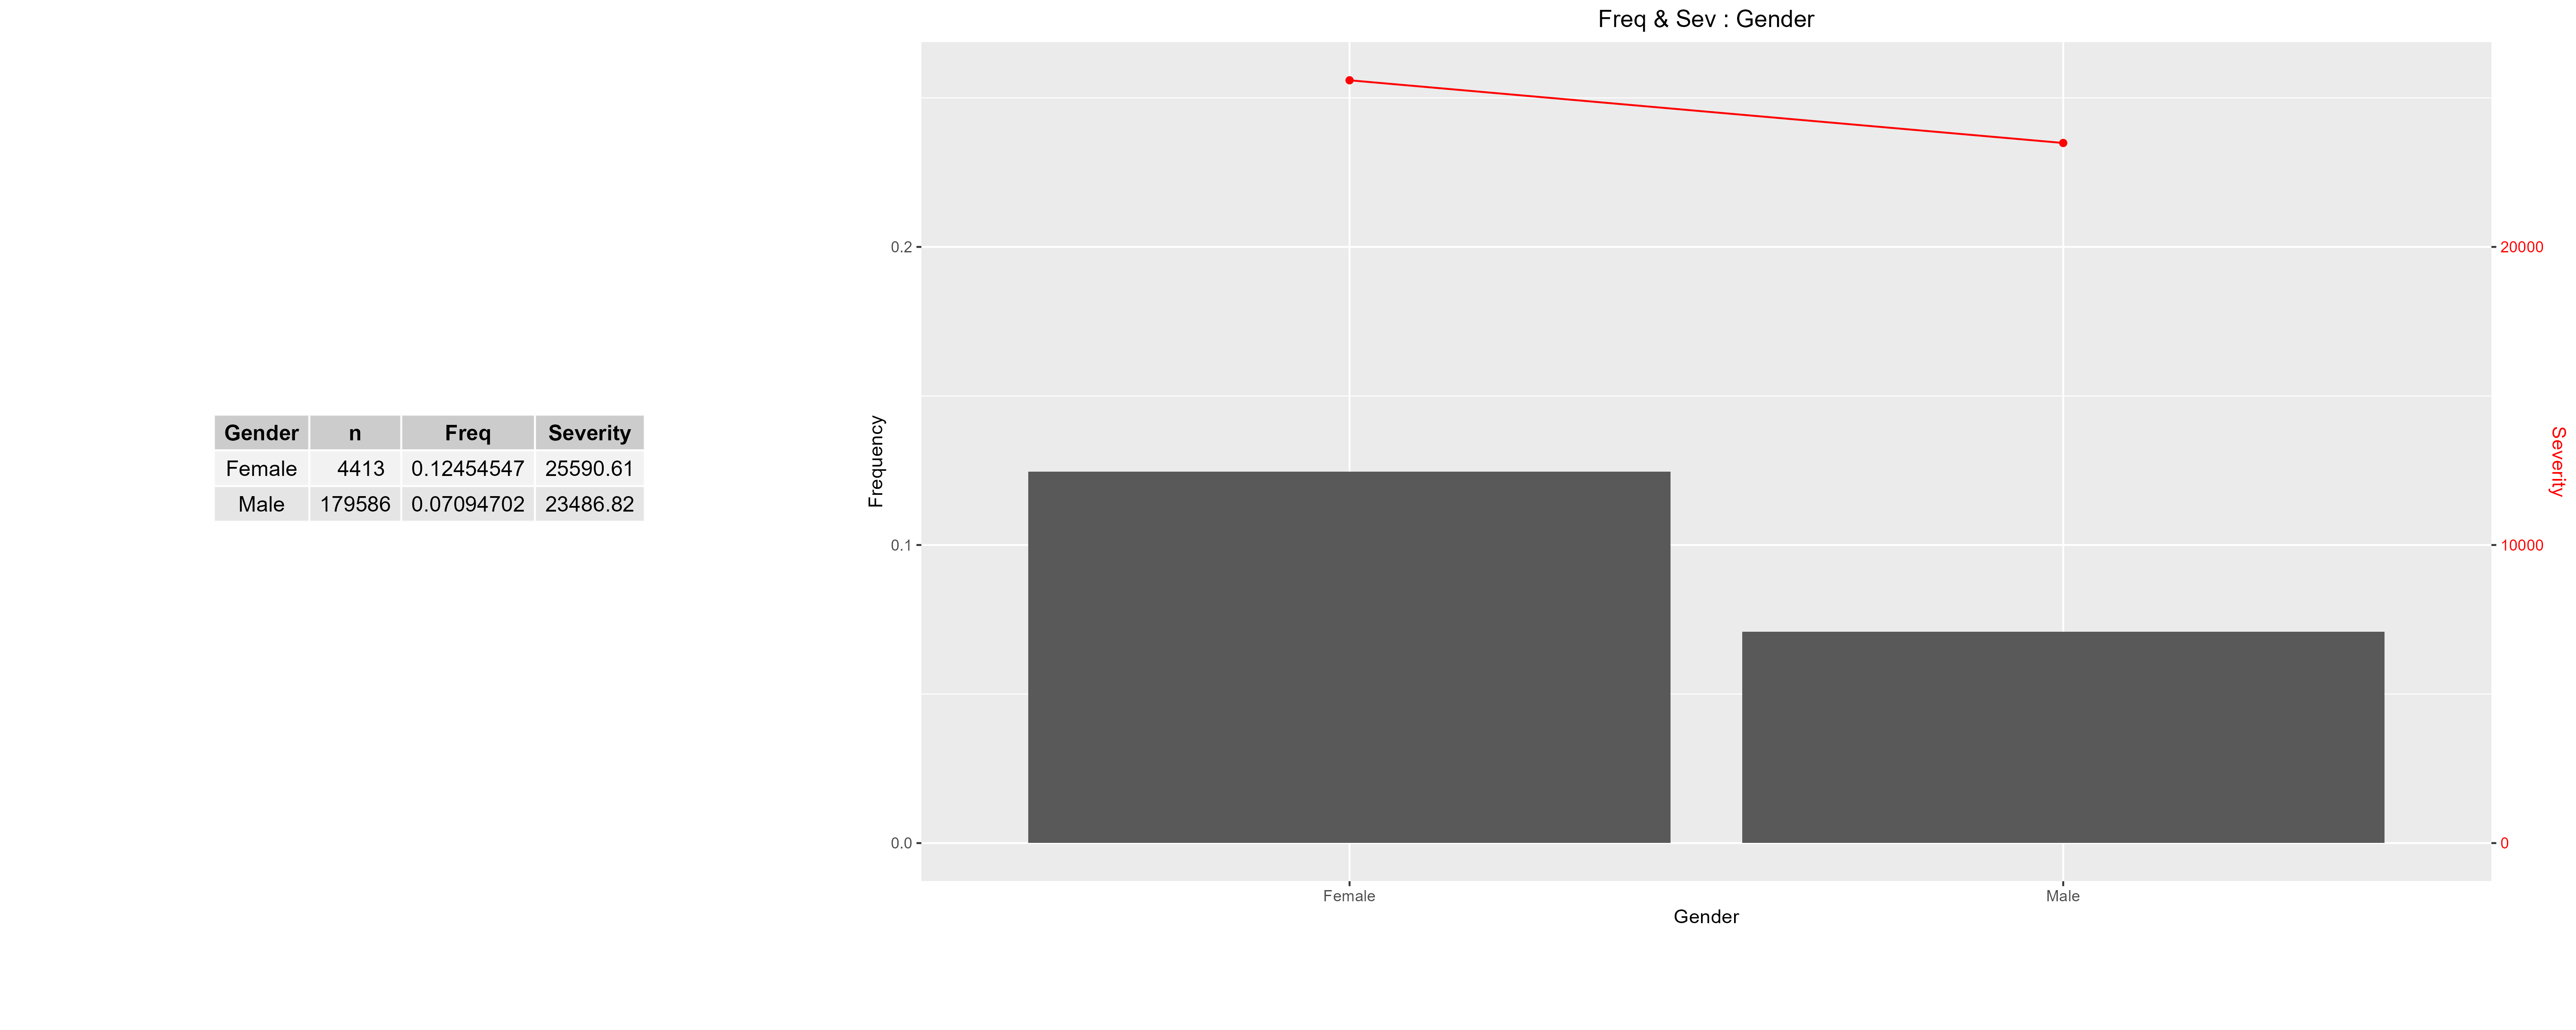 Freq & Sev : Gender
Gender n Freq Severity
Female 4413 0.12454547 25590.61
Male 179586 0.07094702 23486.82
Frequency
0.2
0.1
0.0
20000
10000
0
Severity
Female Male
Gender